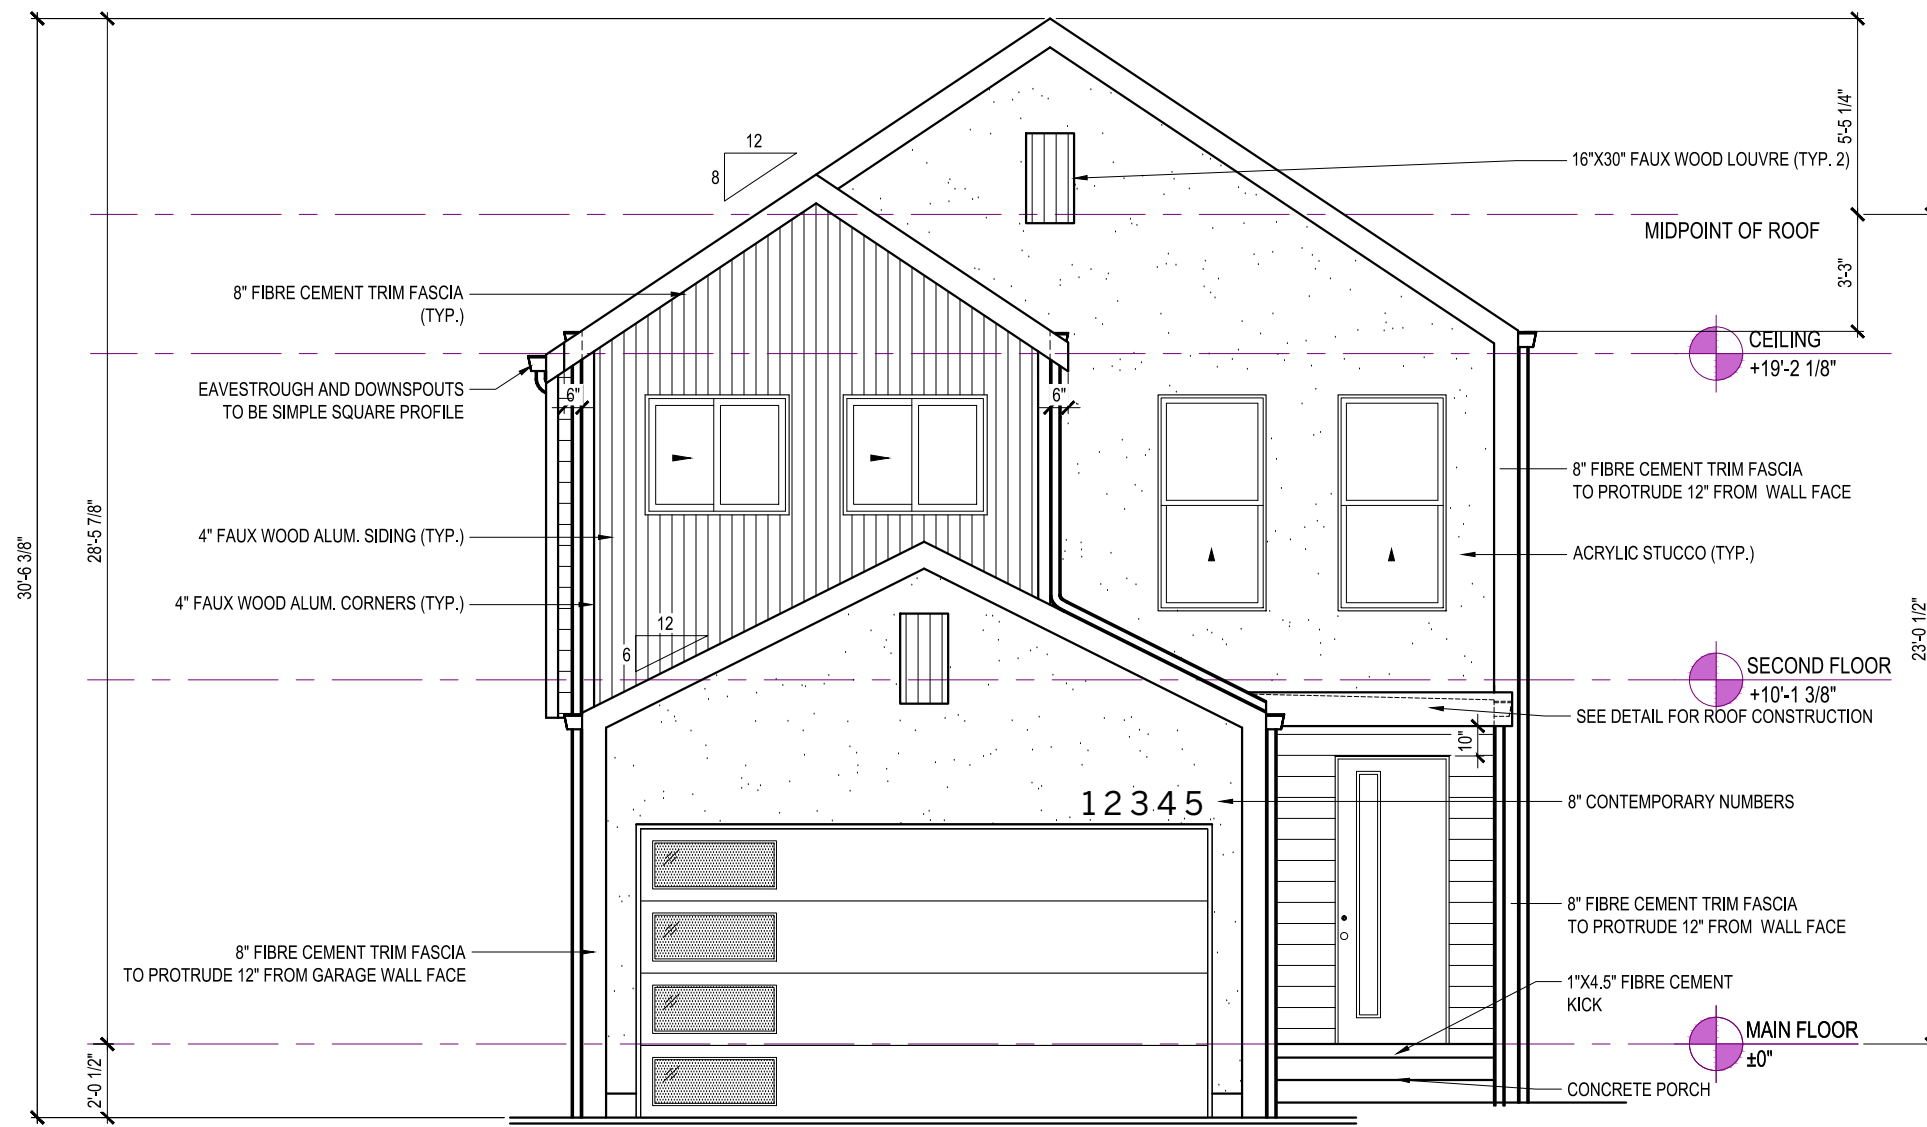 12
8
5'-5 1/4"
16"X30" FAUX WOOD LOUVRE (TYP. 2)
MIDPOINT OF ROOF
3'-3"
8" FIBRE CEMENT TRIM FASCIA
(TYP.)
CEILING
+19'-2 1/8"
EAVESTROUGH AND DOWNSPOUTS
TO BE SIMPLE SQUARE PROFILE
6"
6"
8" FIBRE CEMENT TRIM FASCIA
TO PROTRUDE 12" FROM WALL FACE
30'-6 3/8"
28'-5 7/8"
4" FAUX WOOD ALUM. SIDING (TYP.)
ACRYLIC STUCCO (TYP.)
4" FAUX WOOD ALUM. CORNERS (TYP.)
12
6
23'-0 1/2"
SECOND FLOOR
+10'-1 3/8"
SEE DETAIL FOR ROOF CONSTRUCTION
10"
12345
8" CONTEMPORARY NUMBERS
8" FIBRE CEMENT TRIM FASCIA
TO PROTRUDE 12" FROM WALL FACE
8" FIBRE CEMENT TRIM FASCIA
TO PROTRUDE 12" FROM GARAGE WALL FACE
1"X4.5" FIBRE CEMENT
KICK
MAIN FLOOR
±0"
2'-0 1/2"
CONCRETE PORCH